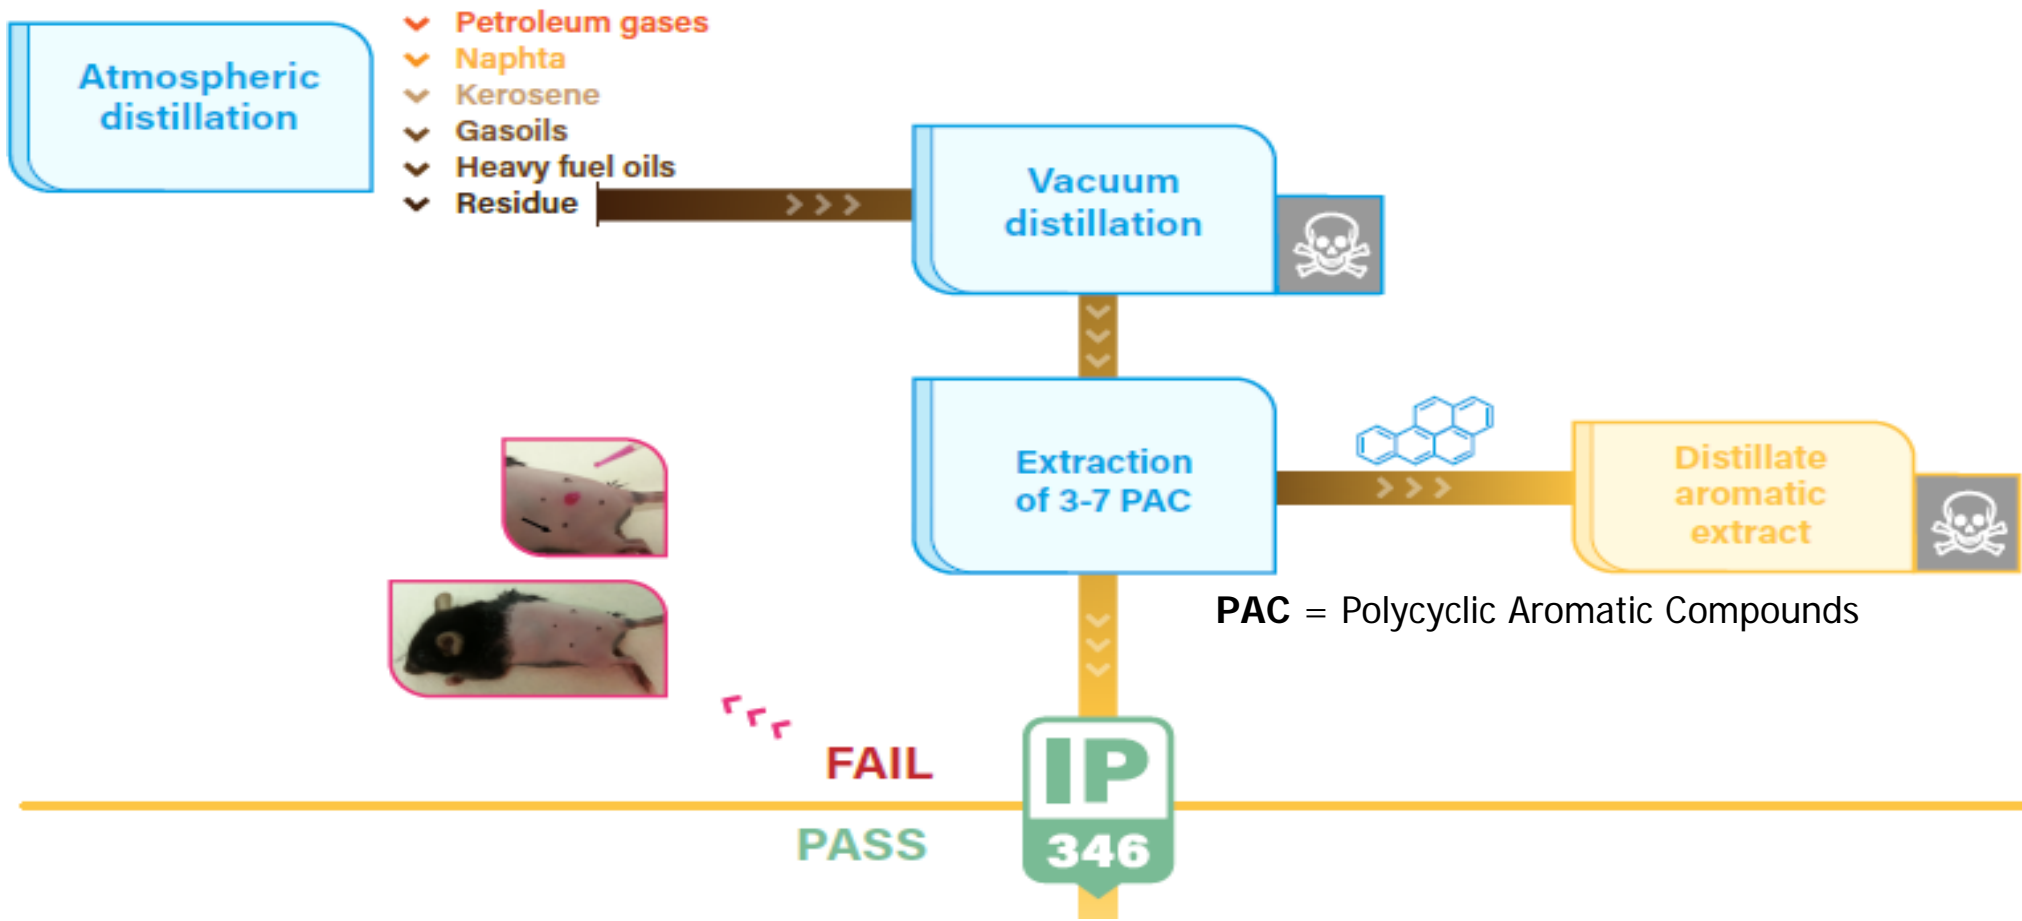 Atmospheric
distillation
Petroleum gases
Naphta
Kerosene
Gasoils
Heavy fuel oils
Residue
Vacuum
distillation
Extraction
of 3-7 PAC
Distillate
aromatic
extract
PAC = Polycyclic Aromatic Compounds
FAIL
PASS
IP
346